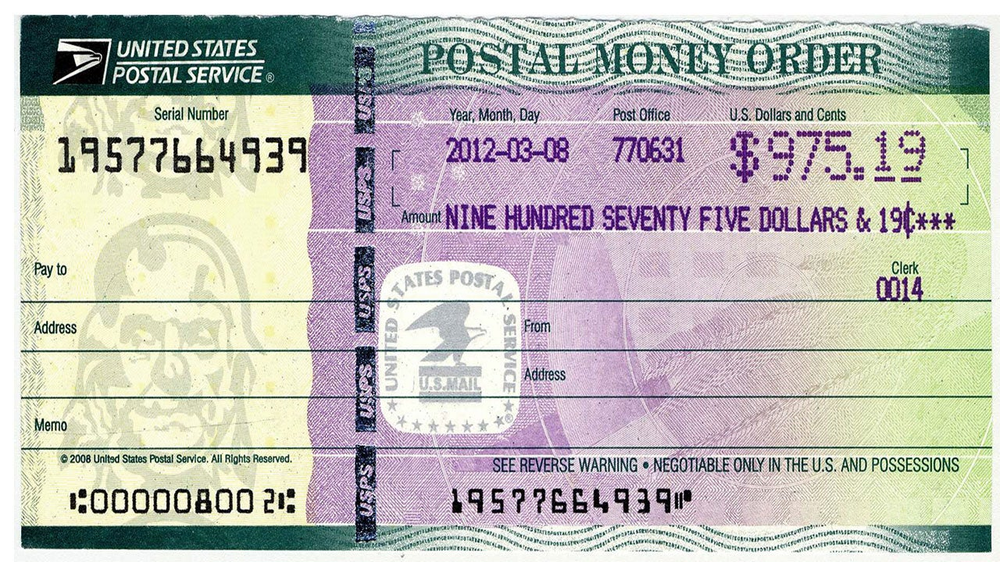 UNITED STATES
POSTAL SERVICE®
POSTAL MONEY ORDER
Serial Number
19577664939
Year, Month, Day
Post Office
U.S. Dollars and Cents
2012-03-08
770631
$975.19
Amount NINE HUNDRED SEVENTY FIVE DOLLARS & 19¢***
Pay to
Clerk
0014
Address
Memo
USPS
USPS
USPS
USPS
USPS
UNITED STATES POSTAL SERVICE
U.S.MAIL
®
From
Address
© 2008 United States Postal Service. All Rights Reserved.
SEE REVERSE WARNING • NEGOTIABLE ONLY IN THE U.S. AND POSSESSIONS
⑆00000800 2⑆
19577664939⑈